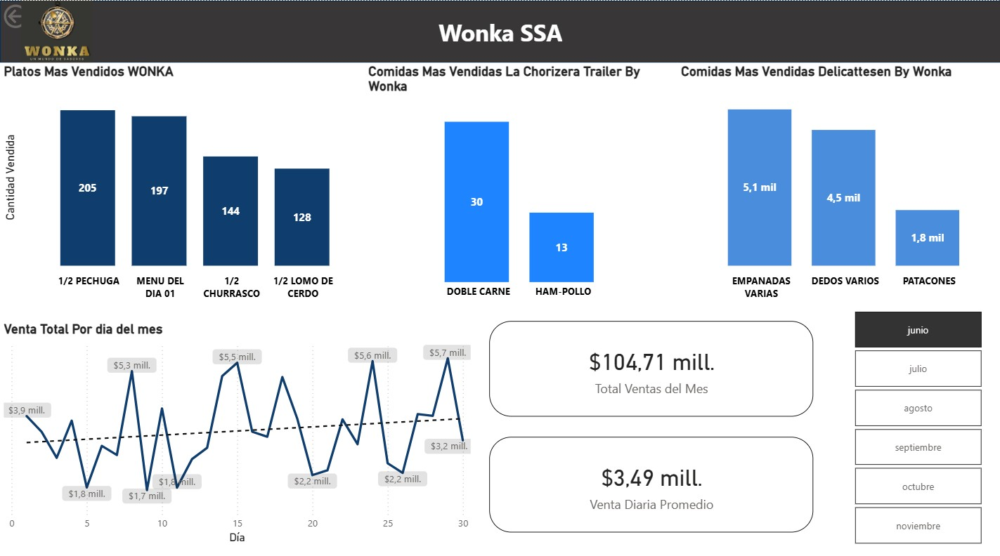 Wonka SSA
WONKA
UN MUNDO DE SABORES
Platos Mas Vendidos WONKA
Cantidad Vendida
205
197
144
128
1/2 PECHUGA
MENU DEL
DIA 01
1/2
CHURRASCO
1/2 LOMO DE
CERDO
Comidas Mas Vendidas La Chorizera Trailer By
Wonka
30
13
DOBLE CARNE
HAM-POLLO
Comidas Mas Vendidas Delicattesen By Wonka
5,1 mil
4,5 mil
1,8 mil
EMPANADAS
VARIAS
DEDOS VARIOS
PATACONES
Venta Total Por dia del mes
$3,9 mill.
$1,8 mill.
$5,3 mill.
$1,7 mill.
$1,8 mill.
$5,5 mill.
$2,2 mill.
$5,6 mill.
$2,2 mill.
$5,7 mill.
$3,2 mill.
0
5
10
15
20
25
30
Día
$104,71 mill.
Total Ventas del Mes
$3,49 mill.
Venta Diaria Promedio
junio
julio
agosto
septiembre
octubre
noviembre